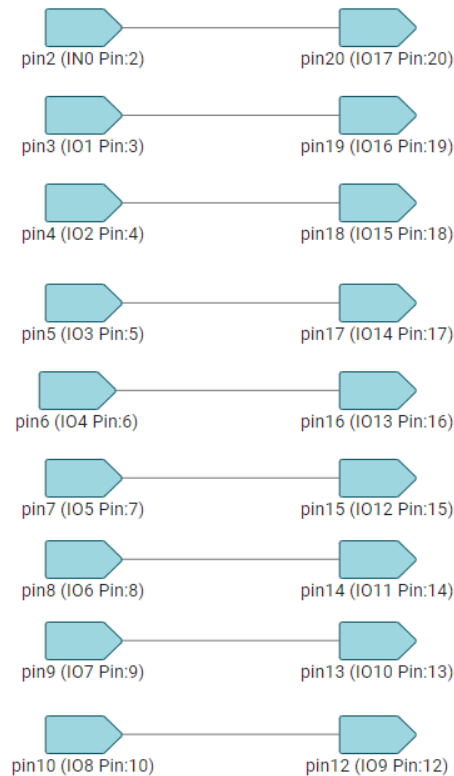 pin2 (IN0 Pin:2) pin20 (IO17 Pin:20)
pin3 (IO1 Pin:3) pin19 (IO16 Pin:19)
pin4 (IO2 Pin:4) pin18 (IO15 Pin:18)
pin5 (IO3 Pin:5) pin17 (IO14 Pin:17)
pin6 (IO4 Pin:6) pin16 (IO13 Pin:16)
pin7 (IO5 Pin:7) pin15 (IO12 Pin:15)
pin8 (IO6 Pin:8) pin14 (IO11 Pin:14)
pin9 (IO7 Pin:9) pin13 (IO10 Pin:13)
pin10 (IO8 Pin:10) pin12 (IO9 Pin:12)